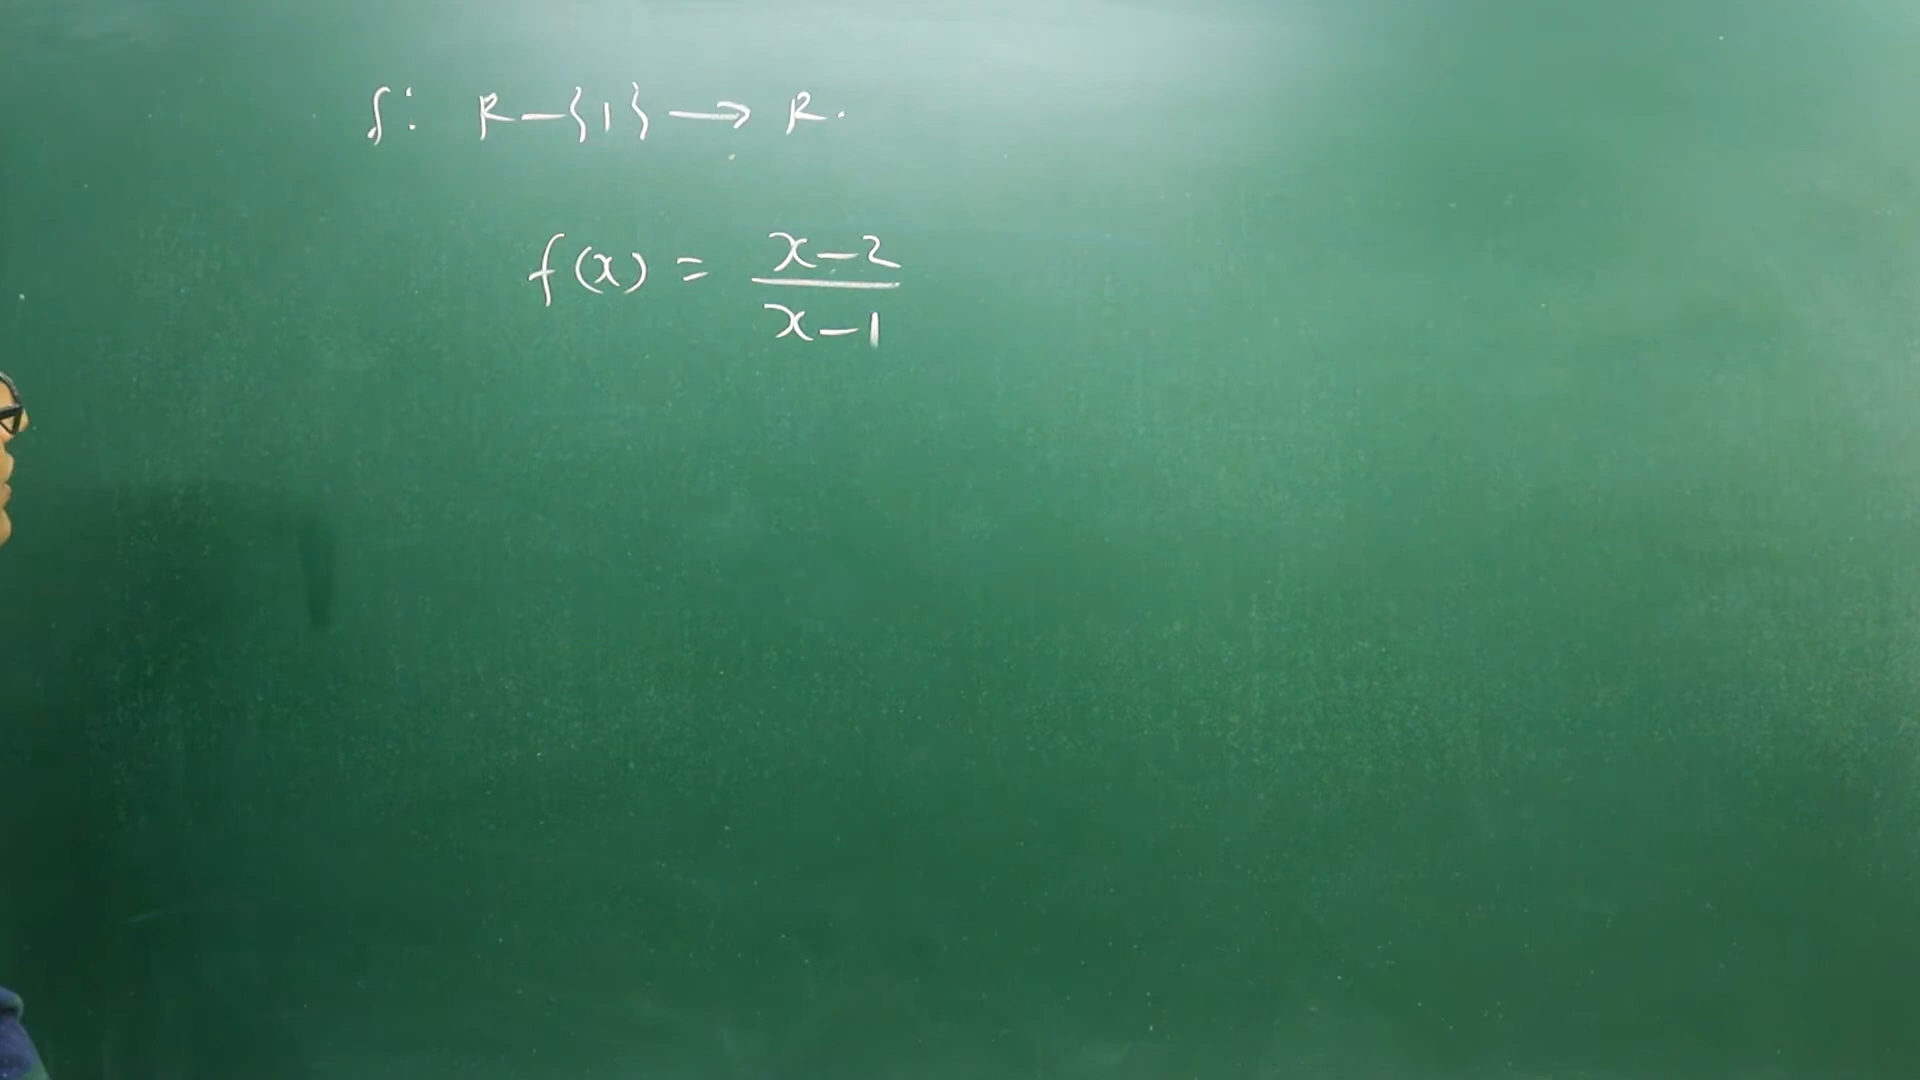 f: R-{1} → R.
f(x) = x-2 / x-1